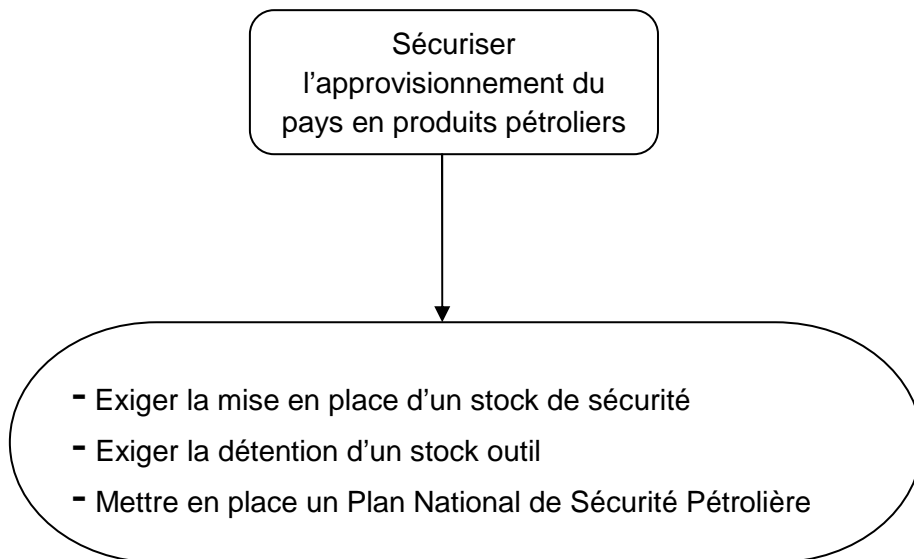 Sécuriser
l’approvisionnement du
pays en produits pétroliers
- Exiger la mise en place d’un stock de sécurité
- Exiger la détention d’un stock outil
- Mettre en place un Plan National de Sécurité Pétrolière